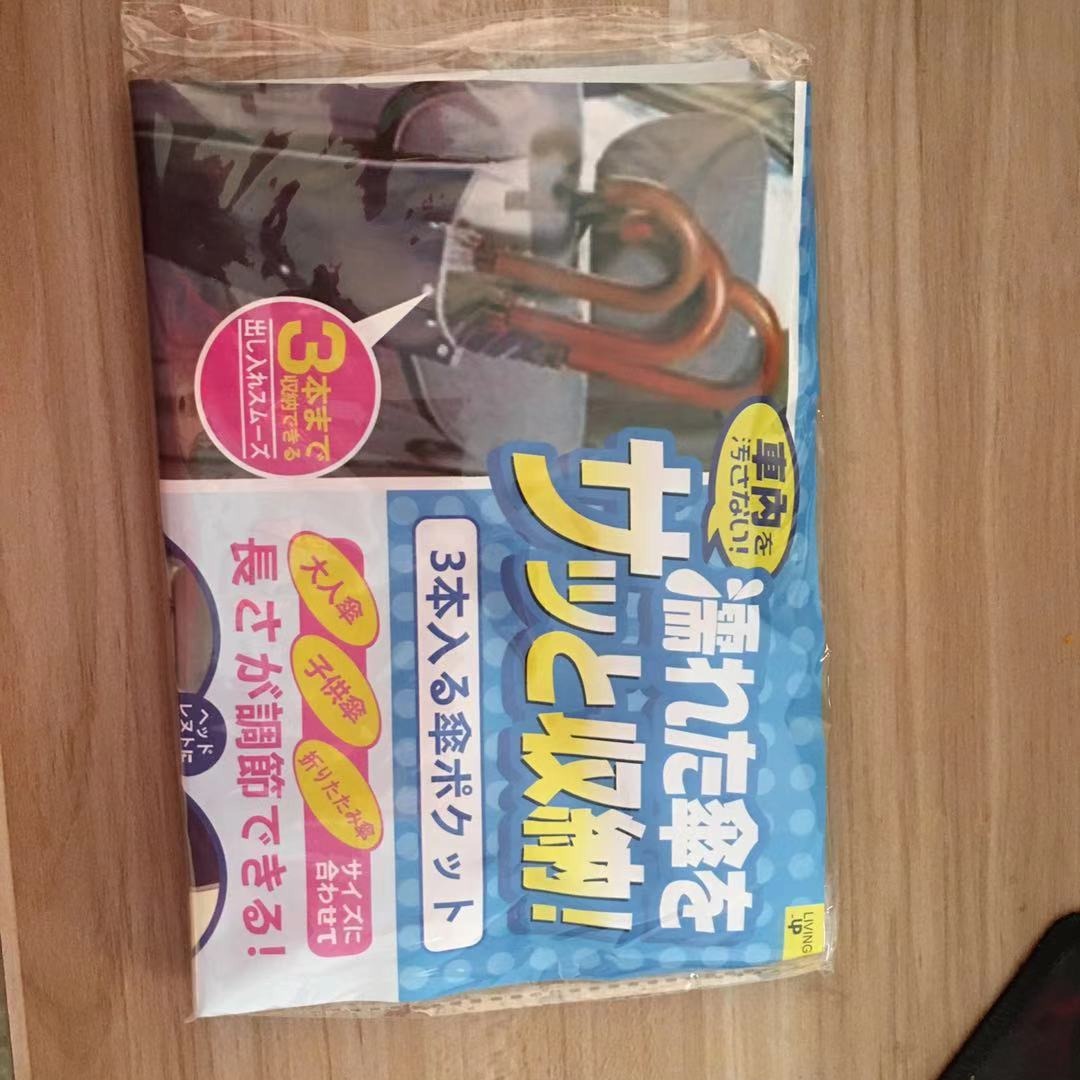 LIVING
up
車内を
汚さない!
濡れた傘を
サッと収納!
3本入る傘ポケット
3本まで
収納できる
出し入れスムーズ
大人傘
子供傘
折りたたみ傘
サイズに
合わせて
長さが調節できる!
ヘッド
レストに